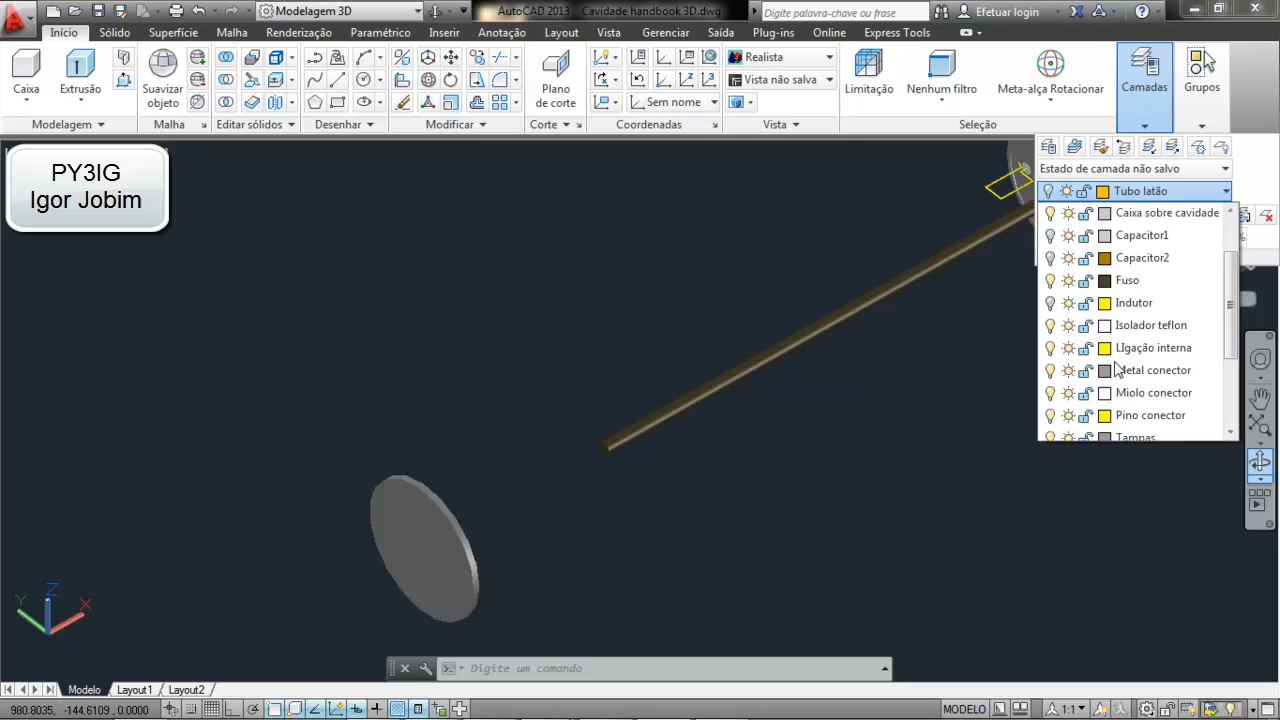 Modelagem 3D
AutoCAD 2013
Cavidade handbook 3D.dwg
Digite palavra-chave ou frase
Efetuar login
Início
Sólido
Superfície
Malha
Renderização
Paramétrico
Inserir
Anotação
Layout
Vista
Gerenciar
Saída
Plug-ins
Online
Express Tools
Caixa
Extrusão
Suavizar
objeto
Plano
de corte
Sem nome
Realista
Vista não salva
Limitação
Nenhum filtro
Meta-alça Rotacionar
Camadas
Grupos
Modelagem
Malha
Editar sólidos
Desenhar
Modificar
Corte
Coordenadas
Vista
Seleção
PY3IG
Igor Jobim
Estado de camada não salvo
Tubo latão
Caixa sobre cavidade
Capacitor1
Capacitor2
Fuso
Indutor
Isolador teflon
LIgação interna
Metal conector
Miolo conector
Pino conector
Tampas
Z
Y
X
Digite um comando
Modelo
Layout1
Layout2
980.8035, -144.6109, 0.0000
MODELO
1:1